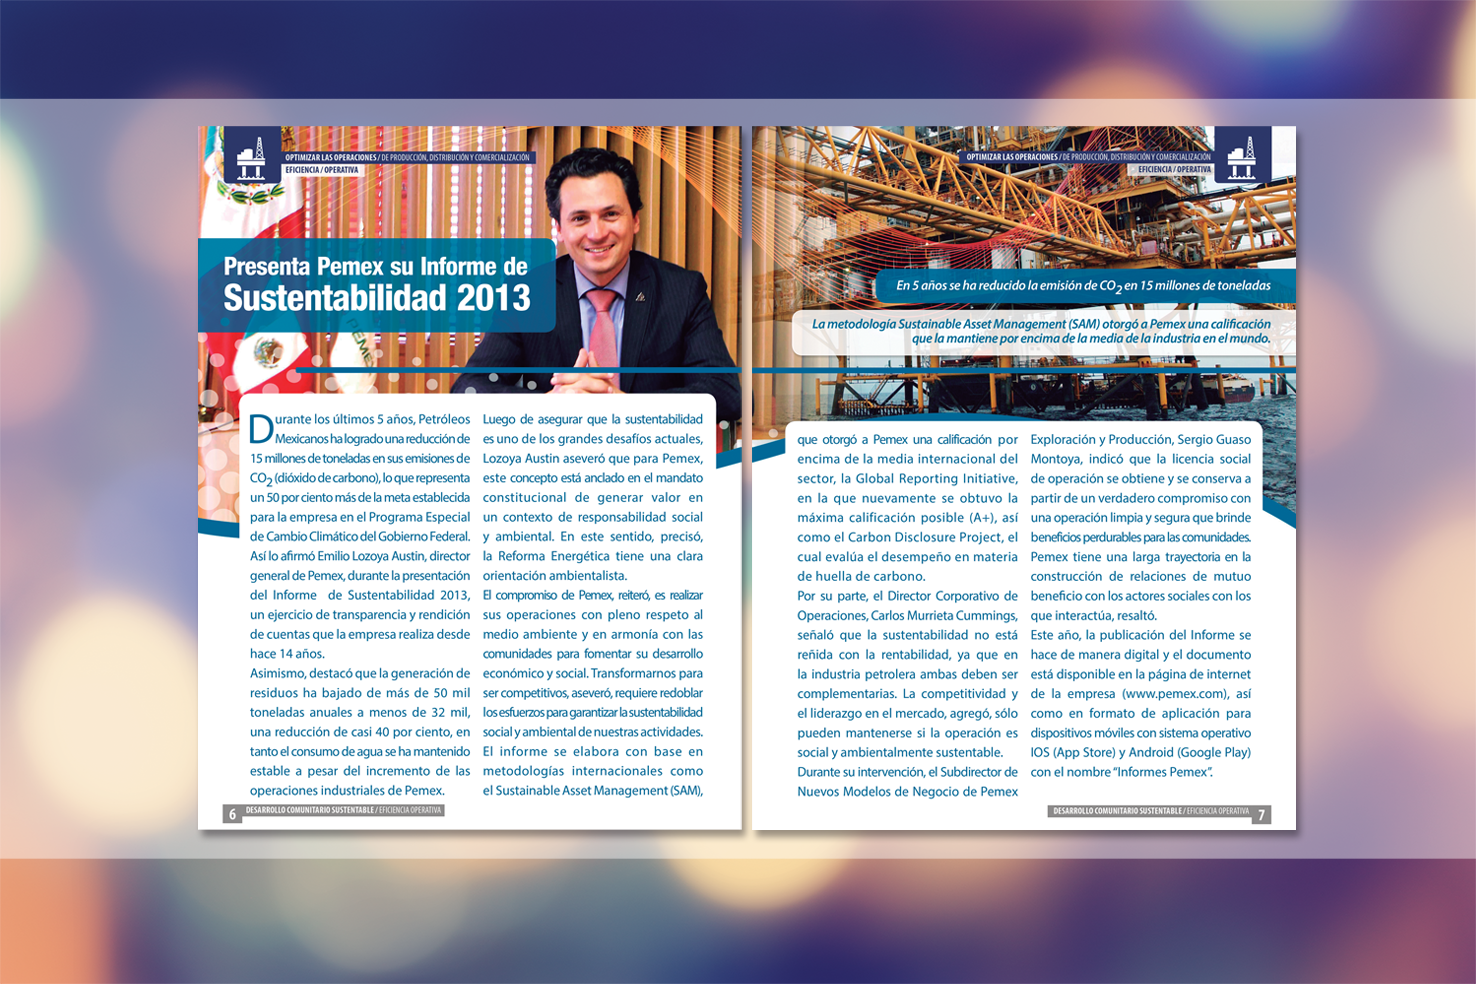 OPTIMIZAR LAS OPERACIONES / DE PRODUCCIÓN, DISTRIBUCIÓN Y COMERCIALIZACIÓN
EFICIENCIA / OPERATIVA
Presenta Pemex su Informe de
Sustentabilidad 2013
PEMEX
Durante los últimos 5 años, Petróleos
Mexicanos ha logrado una reducción de
15 millones de toneladas en sus emisiones de
CO2 (dióxido de carbono), lo que representa
un 50 por ciento más de la meta establecida
para la empresa en el Programa Especial
de Cambio Climático del Gobierno Federal.
Así lo afirmó Emilio Lozoya Austin, director
general de Pemex, durante la presentación
del Informe de Sustentabilidad 2013,
un ejercicio de transparencia y rendición
de cuentas que la empresa realiza desde
hace 14 años.
Asimismo, destacó que la generación de
residuos ha bajado de más de 50 mil
toneladas anuales a menos de 32 mil,
una reducción de casi 40 por ciento, en
tanto el consumo de agua se ha mantenido
estable a pesar del incremento de las
operaciones industriales de Pemex.
Luego de asegurar que la sustentabilidad
es uno de los grandes desafíos actuales,
Lozoya Austin aseveró que para Pemex,
este concepto está anclado en el mandato
constitucional de generar valor en
un contexto de responsabilidad social
y ambiental. En este sentido, precisó,
la Reforma Energética tiene una clara
orientación ambientalista.
El compromiso de Pemex, reiteró, es realizar
sus operaciones con pleno respeto al
medio ambiente y en armonía con las
comunidades para fomentar su desarrollo
económico y social. Transformarnos para
ser competitivos, aseveró, requiere redoblar
los esfuerzos para garantizar la sustentabilidad
social y ambiental de nuestras actividades.
El informe se elabora con base en
metodologías internacionales como
el Sustainable Asset Management (SAM),
6 DESARROLLO COMUNITARIO SUSTENTABLE / EFICIENCIA OPERATIVA
OPTIMIZAR LAS OPERACIONES / DE PRODUCCIÓN, DISTRIBUCIÓN Y COMERCIALIZACIÓN
EFICIENCIA / OPERATIVA
En 5 años se ha reducido la emisión de CO2 en 15 millones de toneladas
La metodología Sustainable Asset Management (SAM) otorgó a Pemex una calificación
que la mantiene por encima de la media de la industria en el mundo.
que otorgó a Pemex una calificación por
encima de la media internacional del
sector, la Global Reporting Initiative,
en la que nuevamente se obtuvo la
máxima calificación posible (A+), así
como el Carbon Disclosure Project, el
cual evalúa el desempeño en materia
de huella de carbono.
Por su parte, el Director Corporativo de
Operaciones, Carlos Murrieta Cummings,
señaló que la sustentabilidad no está
reñida con la rentabilidad, ya que en
la industria petrolera ambas deben ser
complementarias. La competitividad y
el liderazgo en el mercado, agregó, sólo
pueden mantenerse si la operación es
social y ambientalmente sustentable.
Durante su intervención, el Subdirector de
Nuevos Modelos de Negocio de Pemex
Exploración y Producción, Sergio Guaso
Montoya, indicó que la licencia social
de operación se obtiene y se conserva a
partir de un verdadero compromiso con
una operación limpia y segura que brinde
beneficios perdurables para las comunidades.
Pemex tiene una larga trayectoria en la
construcción de relaciones de mutuo
beneficio con los actores sociales con los
que interactúa, resaltó.
Este año, la publicación del Informe se
hace de manera digital y el documento
está disponible en la página de internet
de la empresa (www.pemex.com), así
como en formato de aplicación para
dispositivos móviles con sistema operativo
IOS (App Store) y Android (Google Play)
con el nombre “Informes Pemex”.
DESARROLLO COMUNITARIO SUSTENTABLE / EFICIENCIA OPERATIVA 7